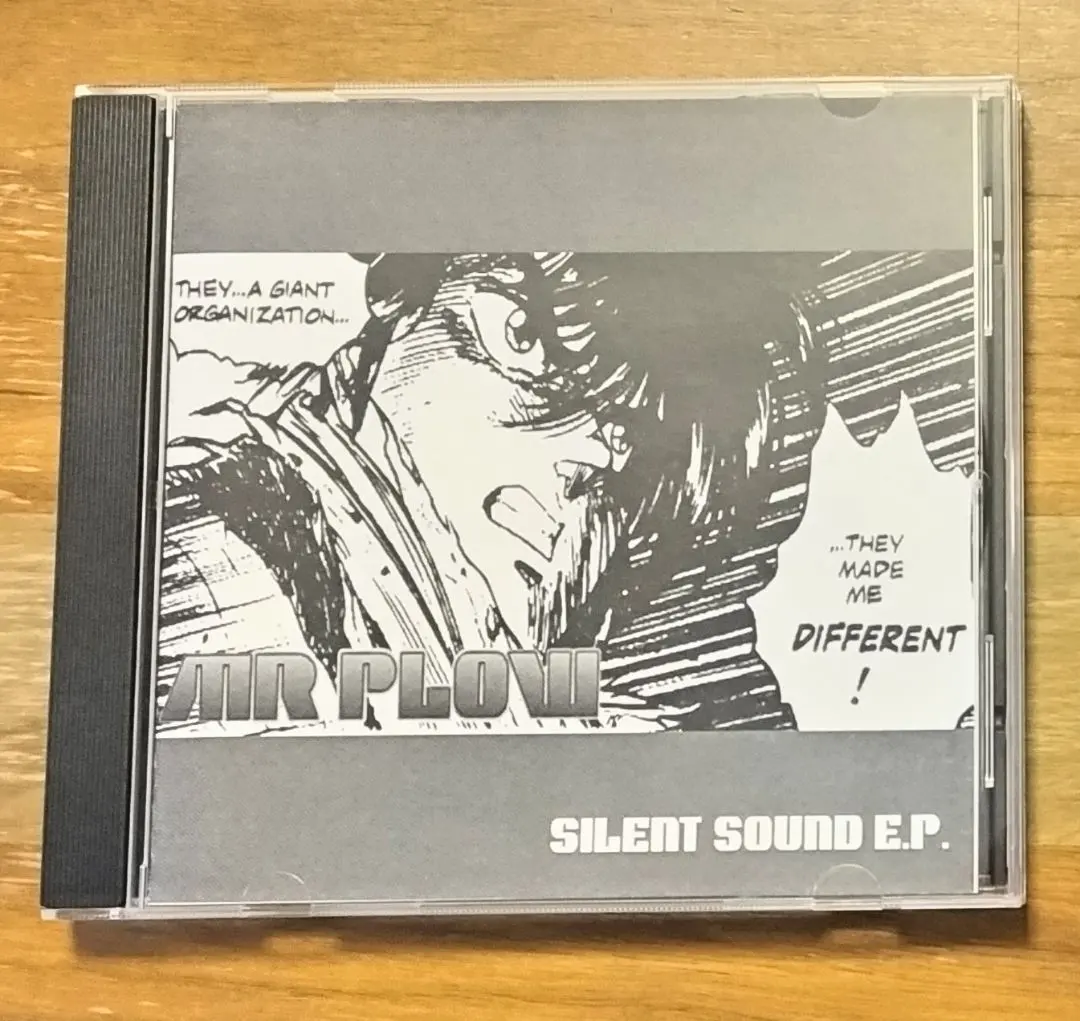 THEY...A GIANT
ORGANIZATION...
...THEY
MADE
ME
DIFFERENT
!
MR PLOW
SILENT SOUND E.P.